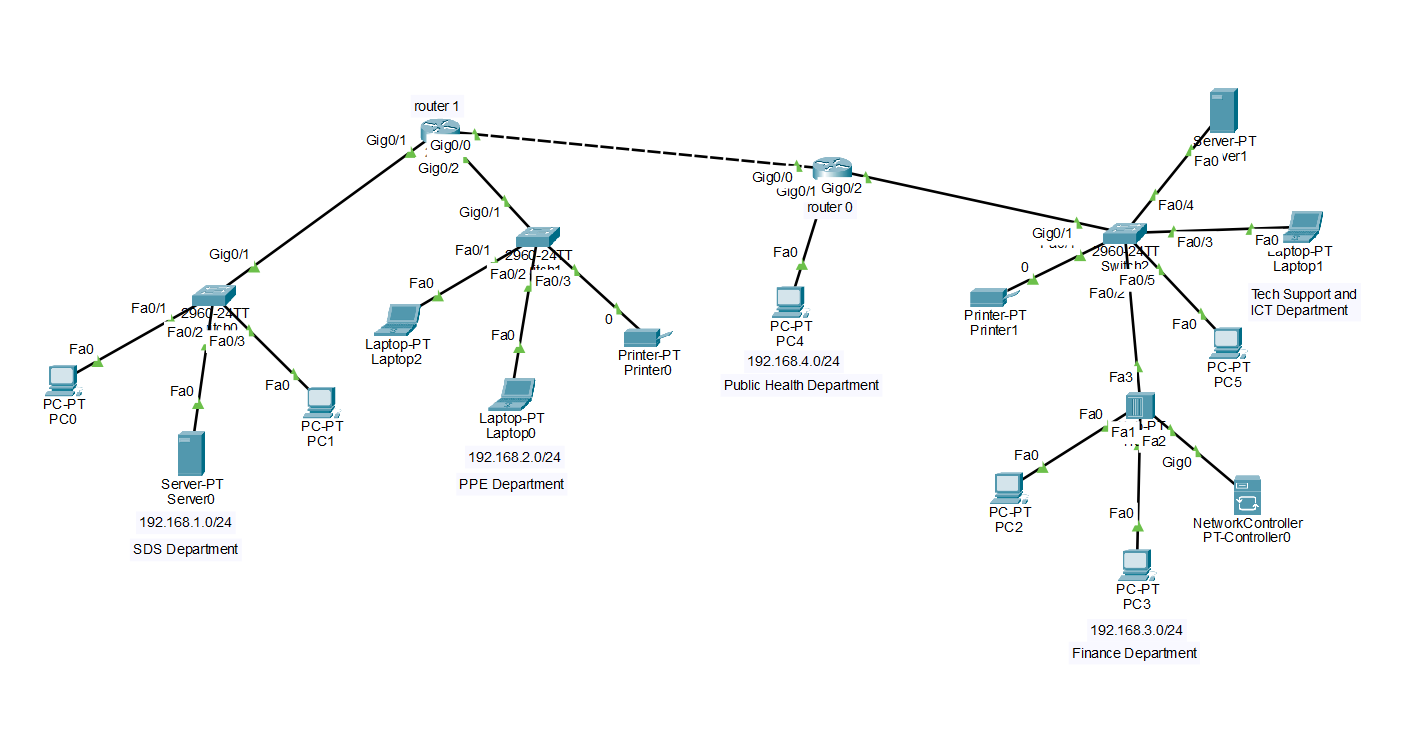 router 1
Gig0/1
Gig0/0
Gig0/2
Gig0/1
Gig0/1
Fa0/1
Fa0/2
Fa0/3
2960-24TT
Fa0
PC-PT
PC0
Fa0
Server-PT
Server0
Fa0
PC-PT
PC1
192.168.1.0/24
SDS Department
2960-24TT
Fa0/1
Fa0/2
Fa0/3
Fa0
Laptop-PT
Laptop2
Fa0
Laptop-PT
Laptop0
0
Printer-PT
Printer0
192.168.2.0/24
PPE Department
Gig0/0
Gig0/1
Gig0/2
router 0
Fa0
PC-PT
PC4
192.168.4.0/24
Public Health Department
Server-PT
Fa0
Fa0/4
Gig0/1
2960-24TT
Switch2
Fa0/3
Fa0
Laptop-PT
Laptop1
Fa0/5
Fa0/2
0
Printer-PT
Printer1
Tech Support and
ICT Department
Fa0
PC-PT
PC5
Fa3
Fa0
Fa1
Fa2
Gig0
Fa0
PC-PT
PC2
Fa0
PC-PT
PC3
NetworkController
PT-Controller0
192.168.3.0/24
Finance Department